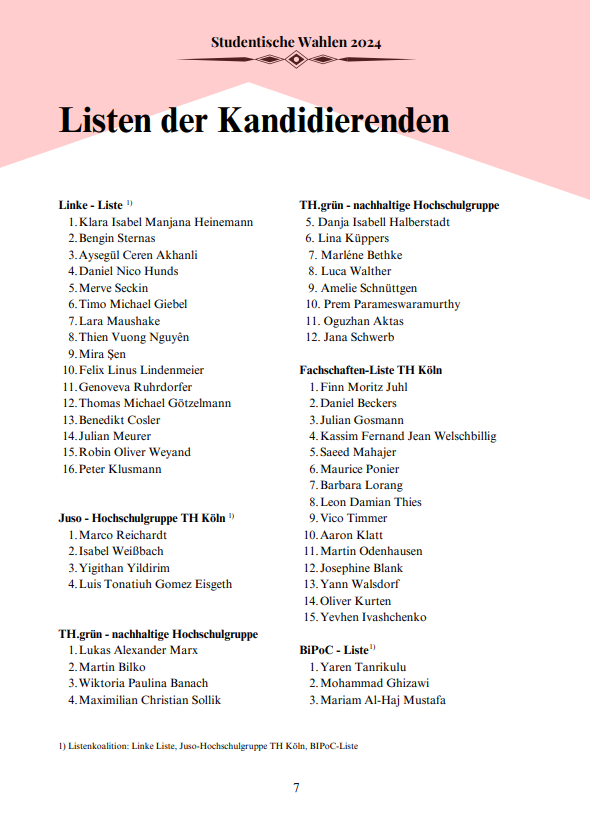 Studentische Wahlen 2024
Listen der Kandidierenden
Linke - Liste 1)
1. Klara Isabel Manjana Heinemann
2. Bengin Sternas
3. Aysegül Ceren Akhanli
4. Daniel Nico Hunds
5. Merve Seckin
6. Timo Michael Giebel
7. Lara Maushake
8. Thien Vuong Nguyên
9. Mira Şen
10. Felix Linus Lindenmeier
11. Genoveva Ruhrdorfer
12. Thomas Michael Götzelmann
13. Benedikt Cosler
14. Julian Meurer
15. Robin Oliver Weyand
16. Peter Klusmann
Juso - Hochschulgruppe TH Köln 1)
1. Marco Reichardt
2. Isabel Weißbach
3. Yigithan Yildirim
4. Luis Tonatiuh Gomez Eisgeth
TH.grün - nachhaltige Hochschulgruppe
1. Lukas Alexander Marx
2. Martin Bilko
3. Wiktoria Paulina Banach
4. Maximilian Christian Sollik
TH.grün - nachhaltige Hochschulgruppe
5. Danja Isabell Halberstadt
6. Lina Küppers
7. Marléne Bethke
8. Luca Walther
9. Amelie Schnüttgen
10. Prem Parameswaramurthy
11. Oguzhan Aktas
12. Jana Schwerb
Fachschaften-Liste TH Köln
1. Finn Moritz Juhl
2. Daniel Beckers
3. Julian Gosmann
4. Kassim Fernand Jean Welschbillig
5. Saeed Mahajer
6. Maurice Ponier
7. Barbara Lorang
8. Leon Damian Thies
9. Vico Timmer
10. Aaron Klatt
11. Martin Odenhausen
12. Josephine Blank
13. Yann Walsdorf
14. Oliver Kurten
15. Yevhen Ivashchenko
BiPoC - Liste 1)
1. Yaren Tanrikulu
2. Mohammad Ghizawi
3. Mariam Al-Haj Mustafa
1) Listenkoalition: Linke Liste, Juso-Hochschulgruppe TH Köln, BIPoC-Liste
7